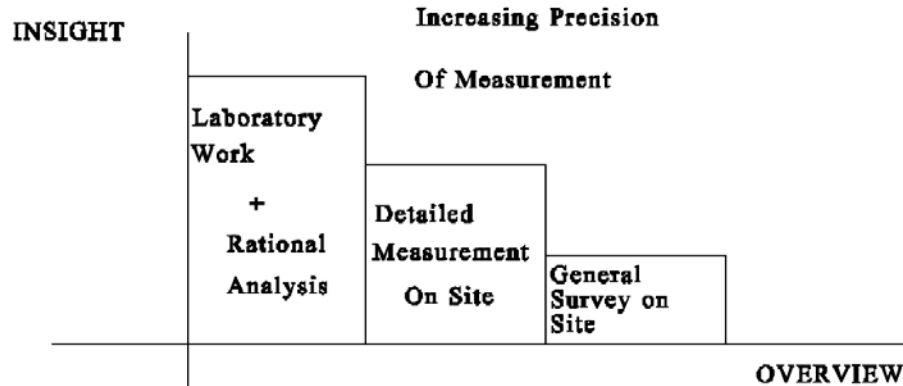 INSIGHT
Increasing Precision
Of Measurement
Laboratory
Work
+
Rational
Analysis
Detailed
Measurement
On Site
General
Survey on
Site
OVERVIEW